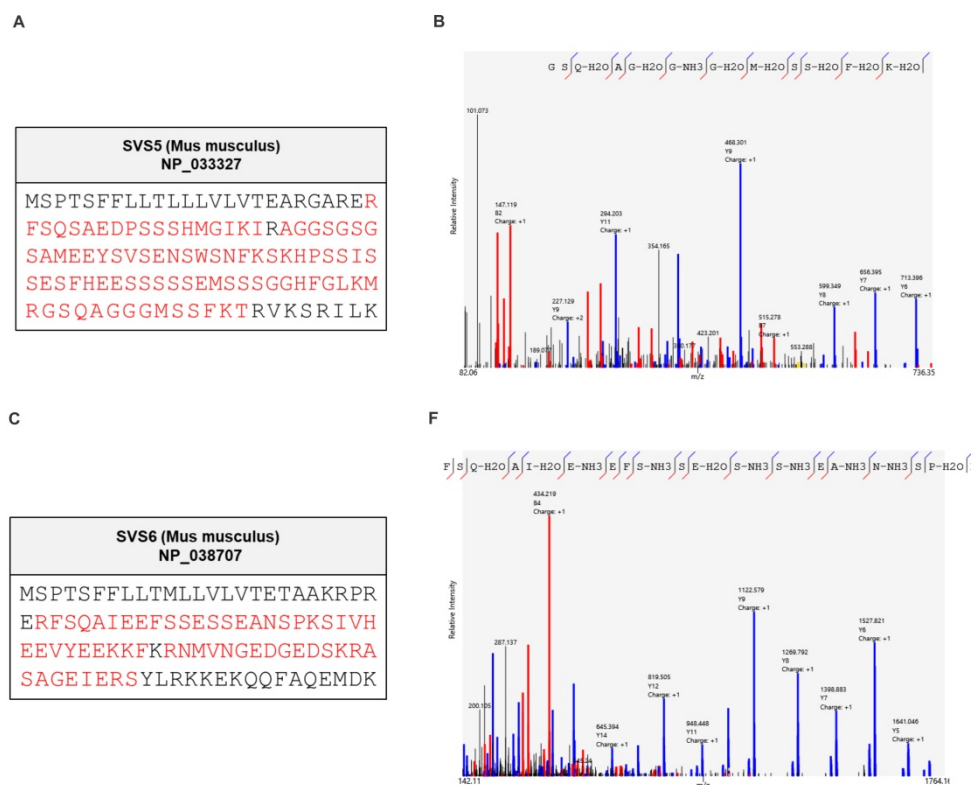 A
B
SVS5 (Mus musculus)
NP_033327
MSPTSFFLLTLLLVLVTEARGARER
FSQSAEDPSSSSHMGIKIRAGGSGSG
SAMEEYSVSENSWSNFKSKHPSSIS
SESFHEESSSSSEMSSSGGHFGLKM
RGSQAGGGMSSFKTRVKSRILK
G S Q-H2O A G-H2O G-NH3 G-H2O M-H2O S S-H2O F-H2O K-H2O
Relative Intensity
101.073
147.119
B2
Charge: +1
189.077
227.129
Y9
Charge: +2
294.203
Y11
Charge: +1
354.165
423.201
468.301
Y9
Charge: +1
515.278
Charge: +1
553.288
599.349
Y8
Charge: +1
656.395
Y7
Charge: +1
713.396
Y6
Charge: +1
82.06
m/z
736.35
C
F
SVS6 (Mus musculus)
NP_038707
MSPTSFFLLTMLLVLVTETAAKRPR
ERFSQAIEEFSSESSEANSPKSIVH
EEVYEEKKFKRNMVNGEDGEDSKRA
SAGEIERSYLRKKEKQQFAQEMDK
F S Q-H2O A I-H2O E-NH3 E F S-NH3 S E-H2O S-NH3 S-NH3 E A-NH3 N-NH3 S P-H2O
Relative Intensity
200.105
287.137
434.219
B4
Charge: +1
645.394
Y14
Charge: +1
819.505
Y12
Charge: +1
948.448
Y11
Charge: +1
1122.579
Y9
Charge: +1
1269.792
Y8
Charge: +1
1398.883
Y7
Charge: +1
1527.821
Y6
Charge: +1
1641.046
Y5
Charge: +1
142.11
m/z